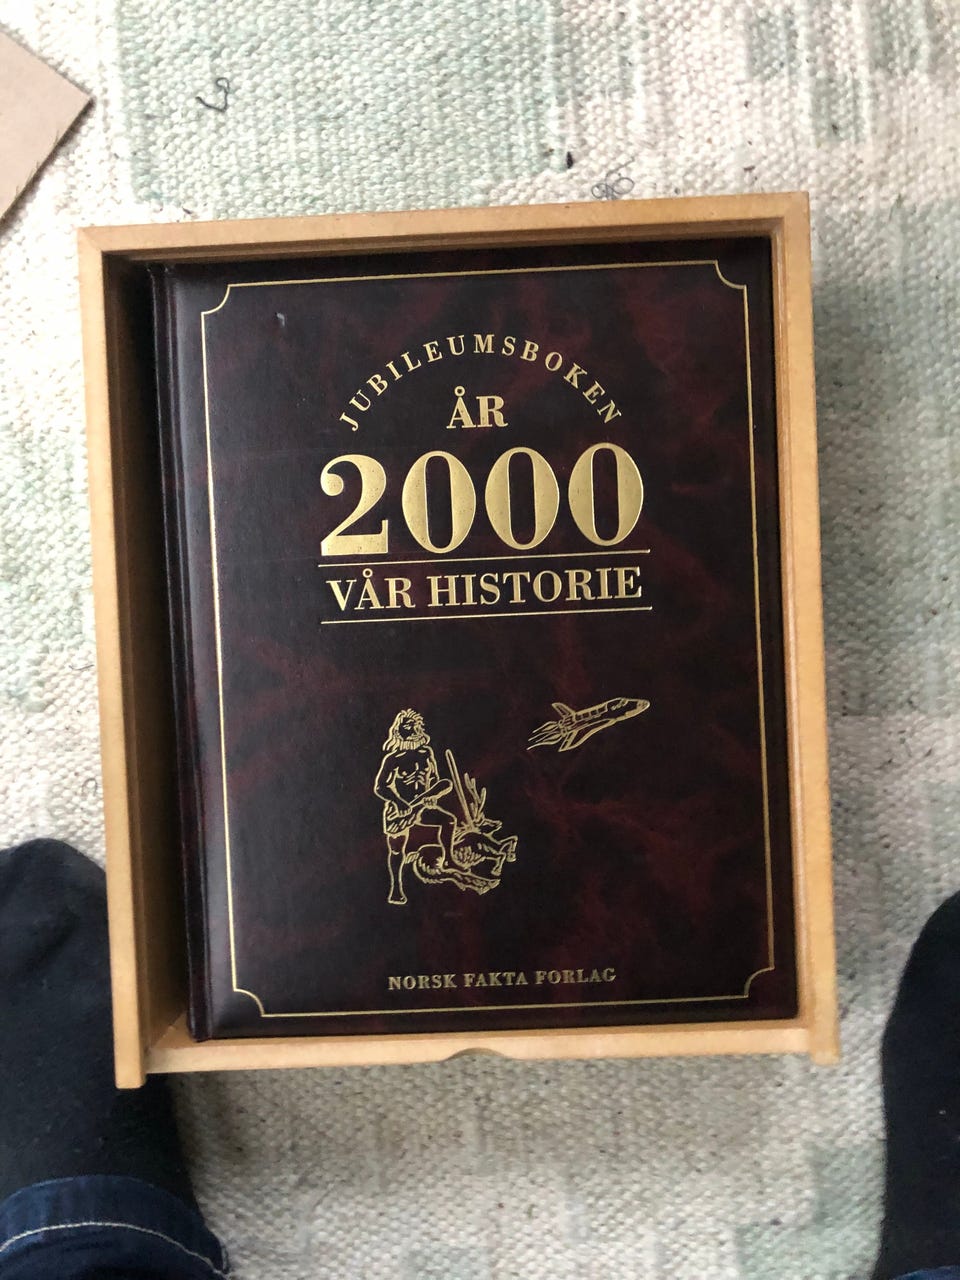 JUBILEUMSBOKEN
ÅR
2000
VÅR HISTORIE
NORSK FAKTA FORLAG